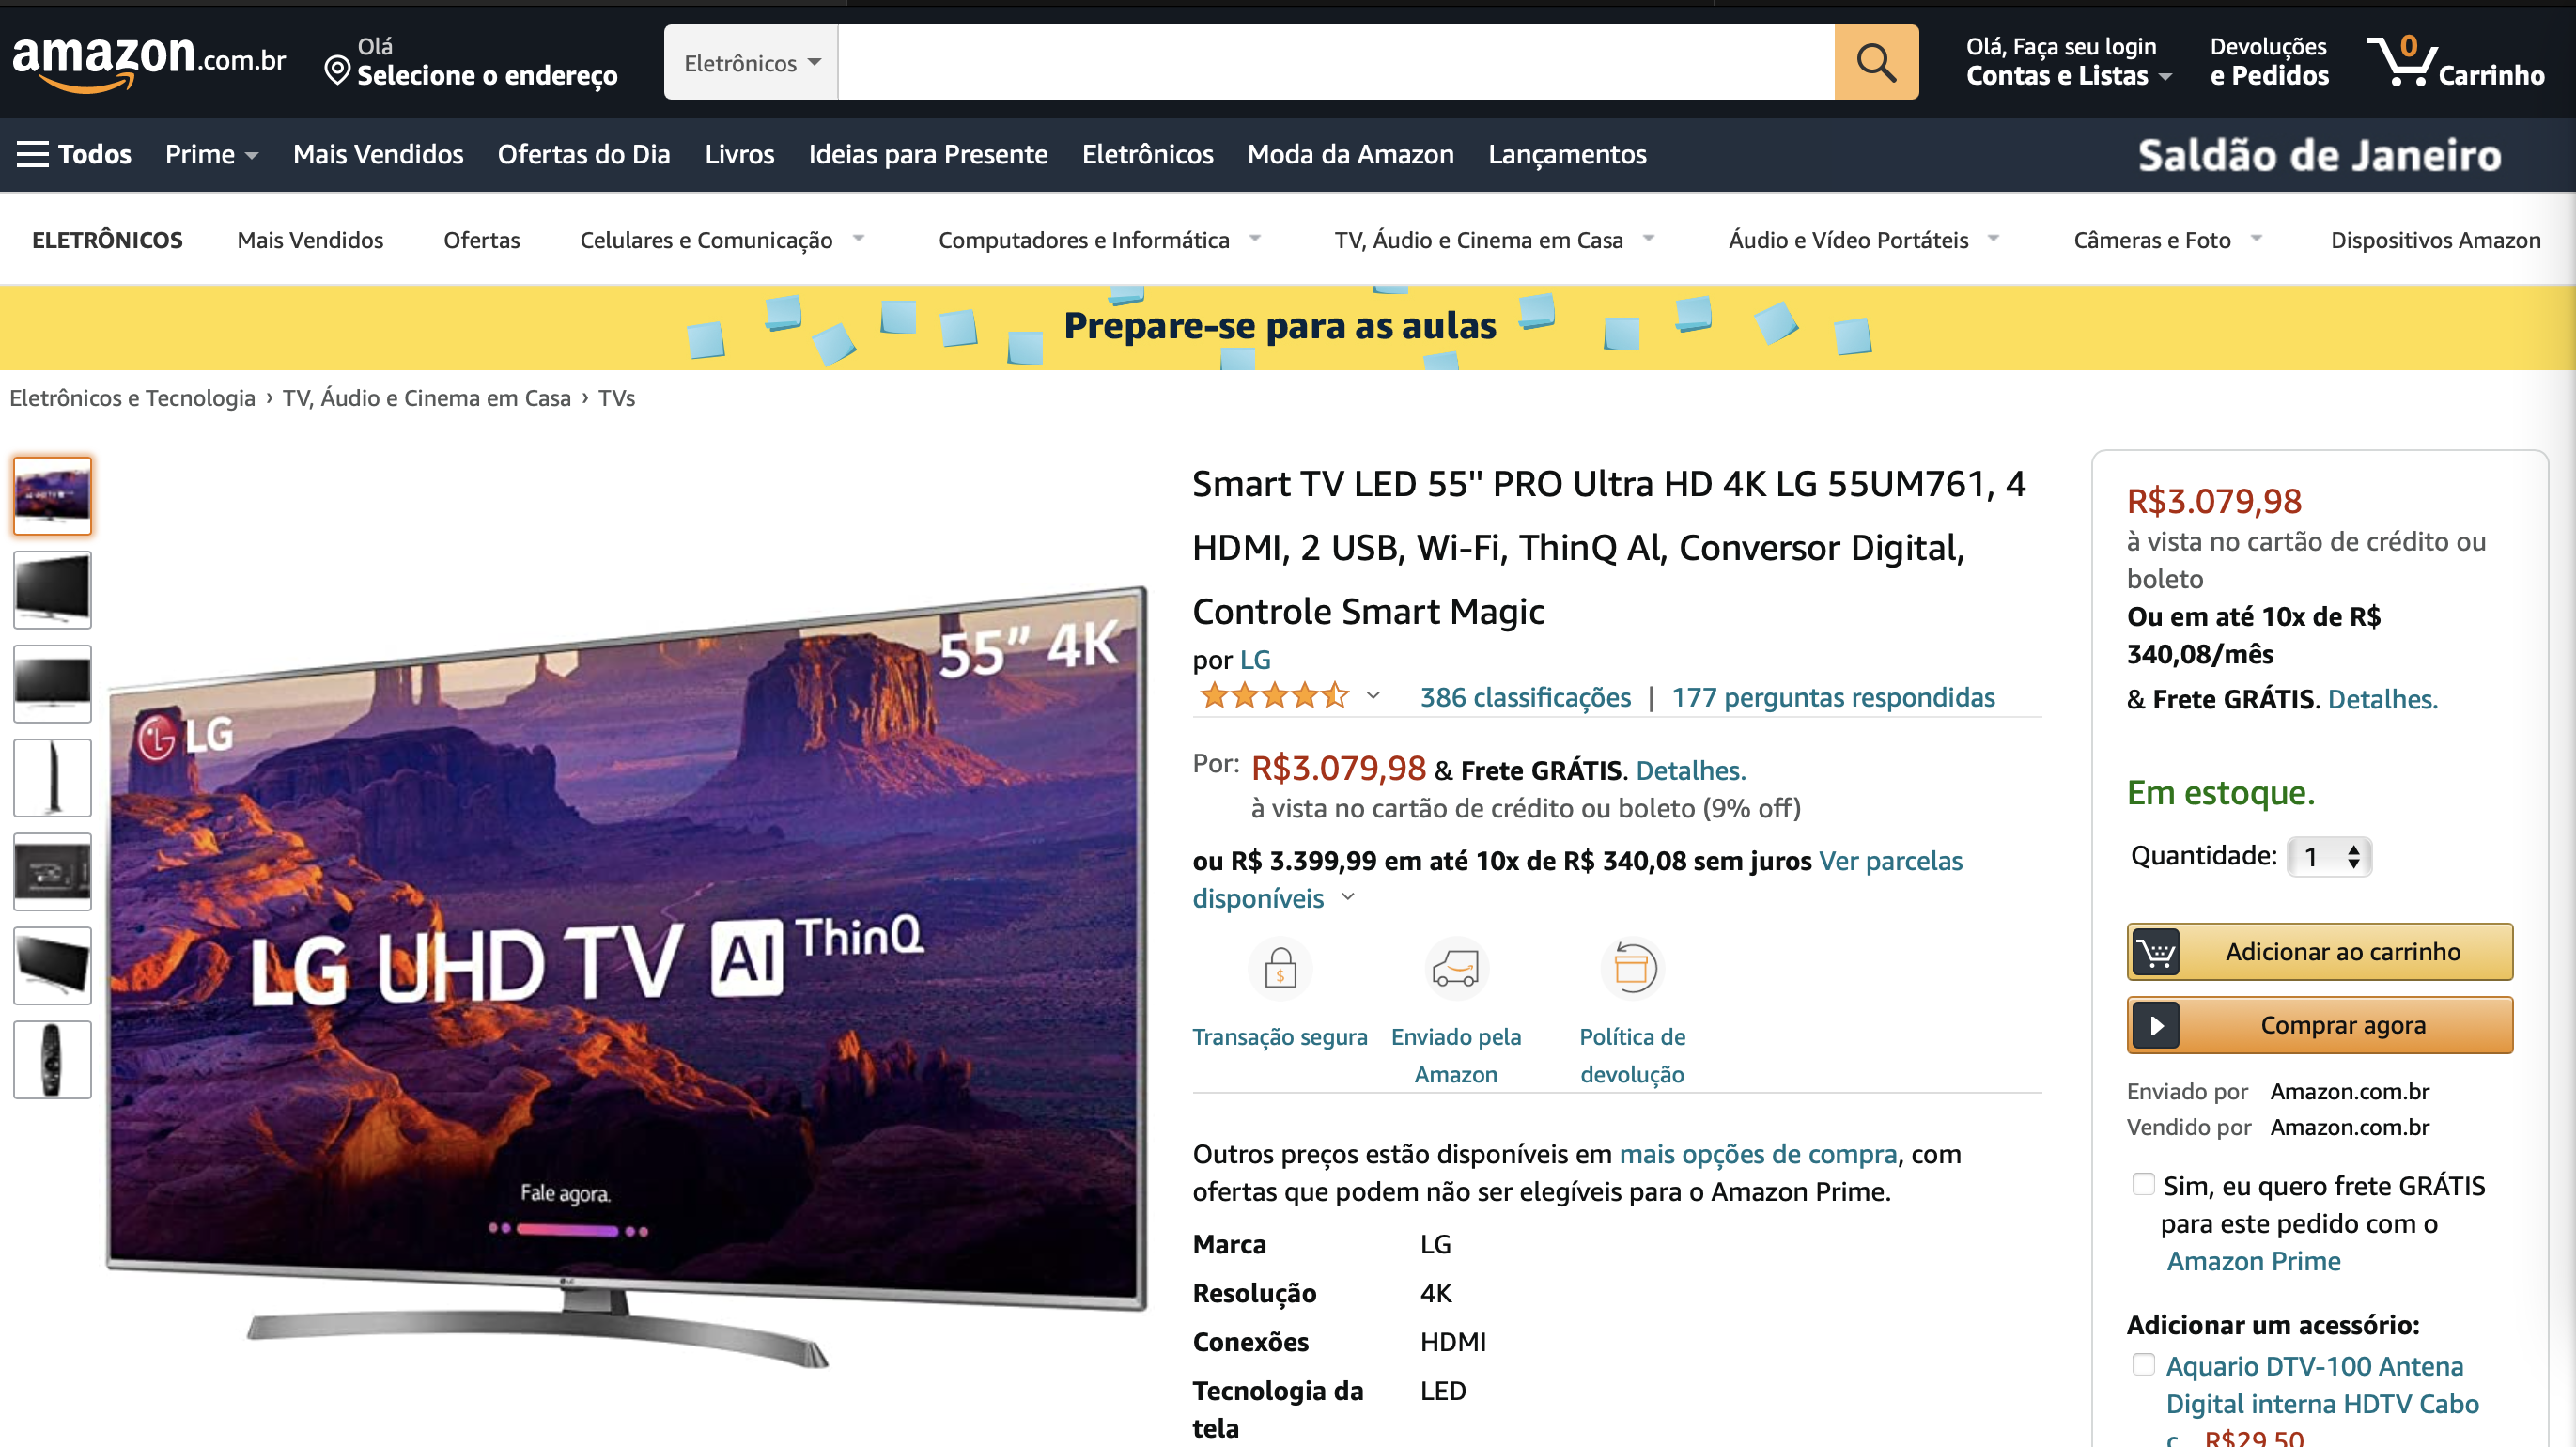 amazon.com.br
Olá
Selecione o endereço
Eletrônicos
Olá, Faça seu login
Contas e Listas
Devoluções
e Pedidos
0
Carrinho
Todos
Prime
Mais Vendidos
Ofertas do Dia
Livros
Ideias para Presente
Eletrônicos
Moda da Amazon
Lançamentos
Saldão de Janeiro
ELETRÔNICOS
Mais Vendidos
Ofertas
Celulares e Comunicação
Computadores e Informática
TV, Áudio e Cinema em Casa
Áudio e Vídeo Portáteis
Câmeras e Foto
Dispositivos Amazon
Prepare-se para as aulas
Eletrônicos e Tecnologia › TV, Áudio e Cinema em Casa › TVs
55" 4K
LG
LG UHD TV AI ThinQ
Fale agora.
Smart TV LED 55" PRO Ultra HD 4K LG 55UM761, 4
HDMI, 2 USB, Wi-Fi, ThinQ Al, Conversor Digital,
Controle Smart Magic
por LG
386 classificações | 177 perguntas respondidas
Por: R$3.079,98 & Frete GRÁTIS. Detalhes.
à vista no cartão de crédito ou boleto (9% off)
ou R$ 3.399,99 em até 10x de R$ 340,08 sem juros Ver parcelas
disponíveis
Transação segura
Enviado pela
Amazon
Política de
devolução
Outros preços estão disponíveis em mais opções de compra, com
ofertas que podem não ser elegíveis para o Amazon Prime.
Marca LG
Resolução 4K
Conexões HDMI
Tecnologia da LED
tela
R$3.079,98
à vista no cartão de crédito ou
boleto
Ou em até 10x de R$
340,08/mês
& Frete GRÁTIS. Detalhes.
Em estoque.
Quantidade: 1
Adicionar ao carrinho
Comprar agora
Enviado por Amazon.com.br
Vendido por Amazon.com.br
Sim, eu quero frete GRÁTIS
para este pedido com o
Amazon Prime
Adicionar um acessório:
Aquario DTV-100 Antena
Digital interna HDTV Cabo
R$29,50